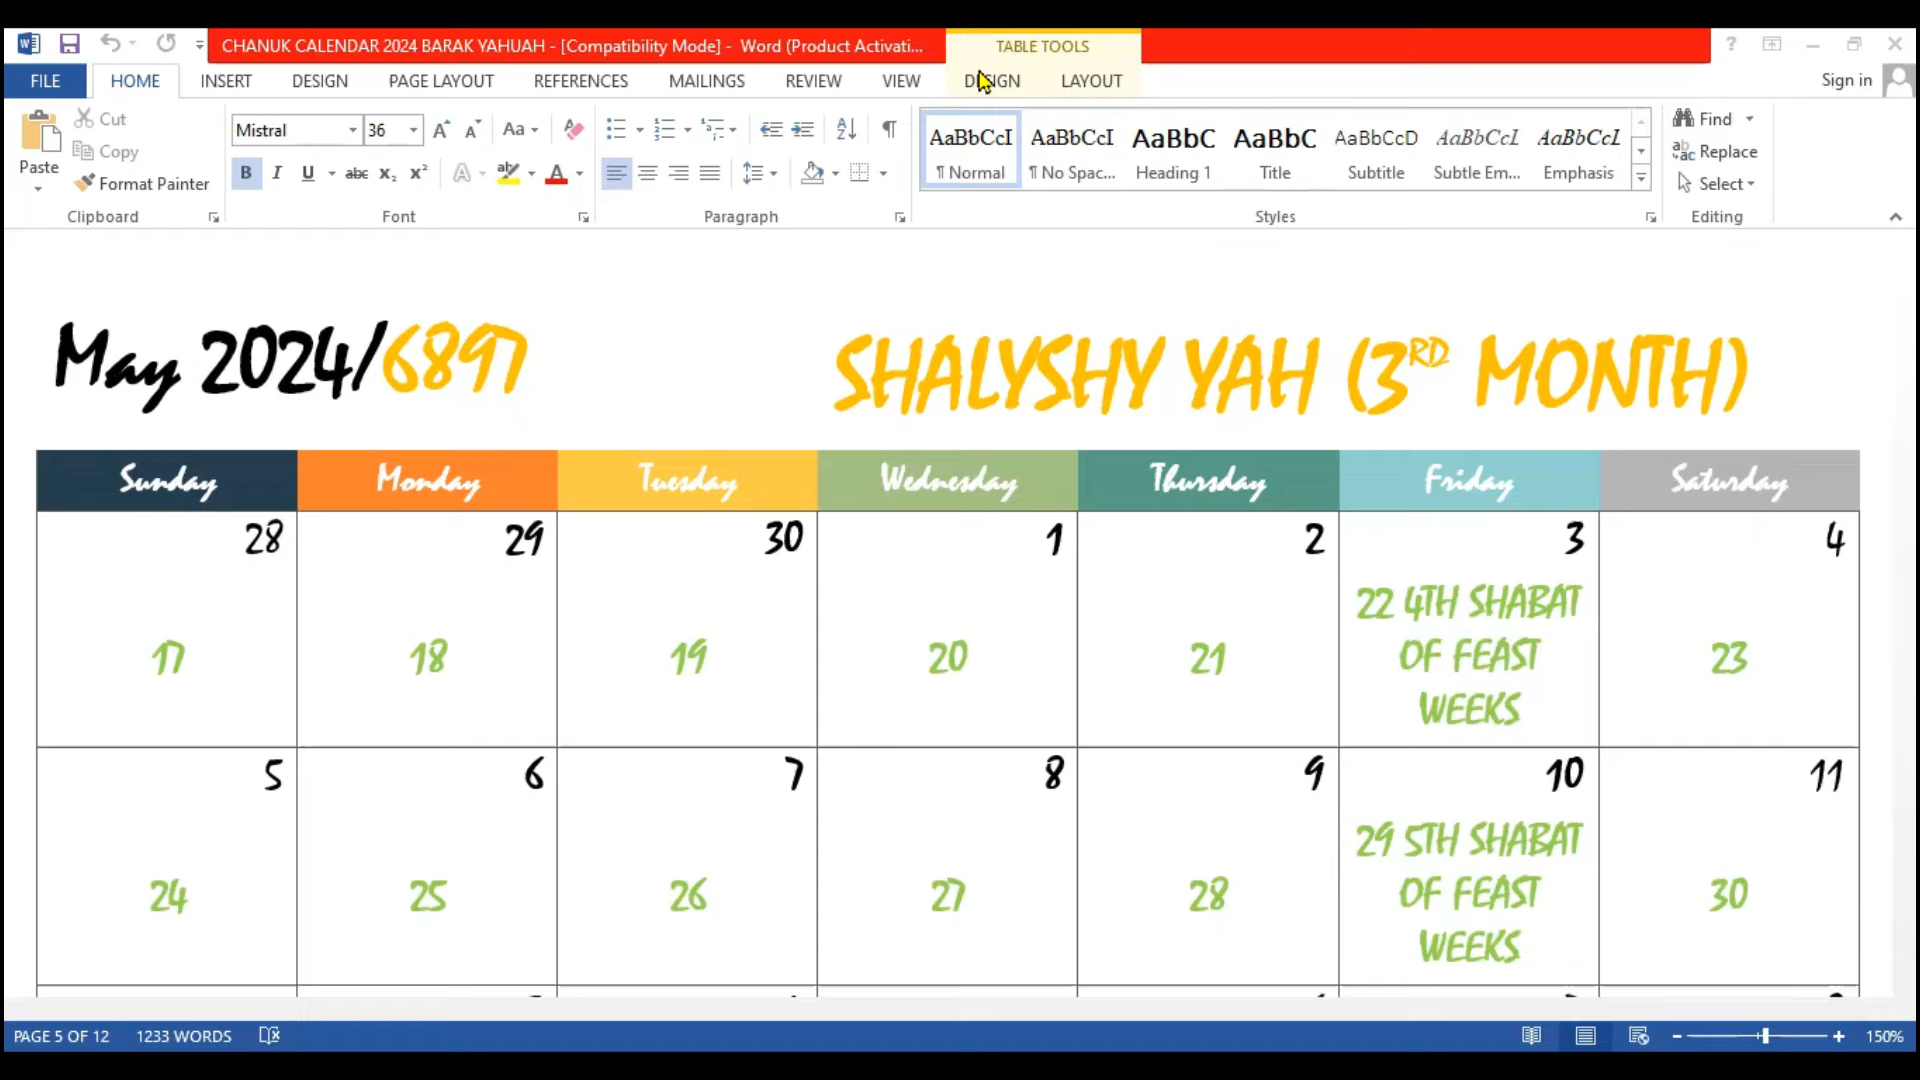 CHANUK CALENDAR 2024 BARAK YAHUAH - [Compatibility Mode] - Word (Product Activati...
TABLE TOOLS
FILE HOME INSERT DESIGN PAGE LAYOUT REFERENCES MAILINGS REVIEW VIEW DESIGN LAYOUT Sign in
Paste
Cut
Copy
Format Painter
Clipboard
Mistral 36
Font
Paragraph
AaBbCcI AaBbCcI AaBbC AaBbC AaBbCcD AaBbCcI AaBbCcI
¶ Normal ¶ No Spac... Heading 1 Title Subtitle Subtle Em... Emphasis
Styles
Find
Replace
Select
Editing
May 2024/6897 SHALYSHY YAH (3RD MONTH)
Sunday Monday Tuesday Wednesday Thursday Friday Saturday
28 29 30 1 2 3 4
17 18 19 20 21 22 4TH SHABAT 23
OF FEAST
WEEKS
5 6 7 8 9 10 11
24 25 26 27 28 29 5TH SHABAT 30
OF FEAST
WEEKS
PAGE 5 OF 12 1233 WORDS 150%